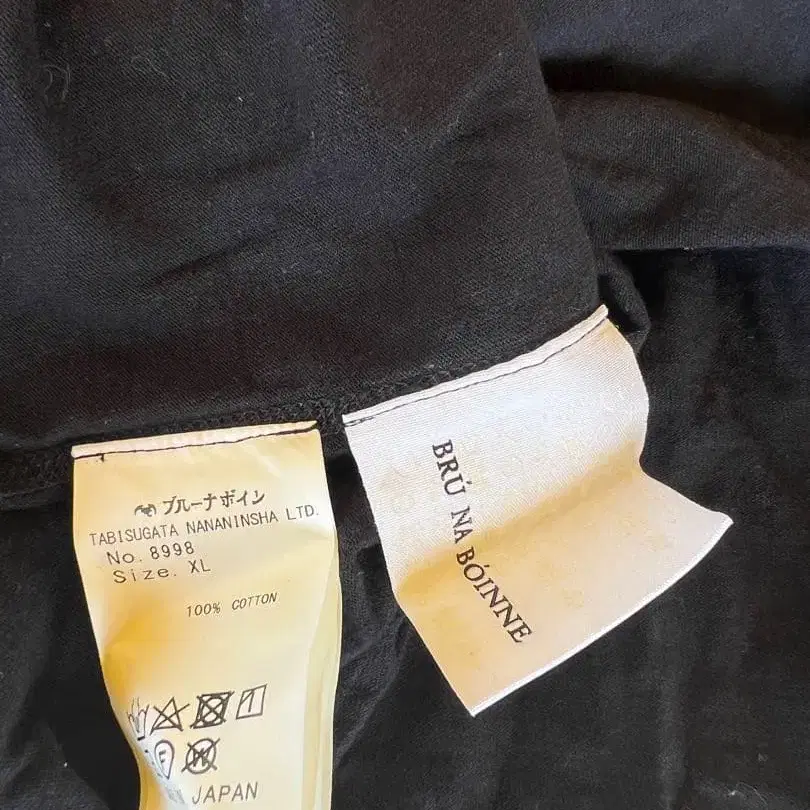 ブルーナボイン
TABISUGATA NANANINSHA LTD.
No. 8998
Size. XL
100% COTTON
F
W
JAPAN
BRÚ NA BÓINNE